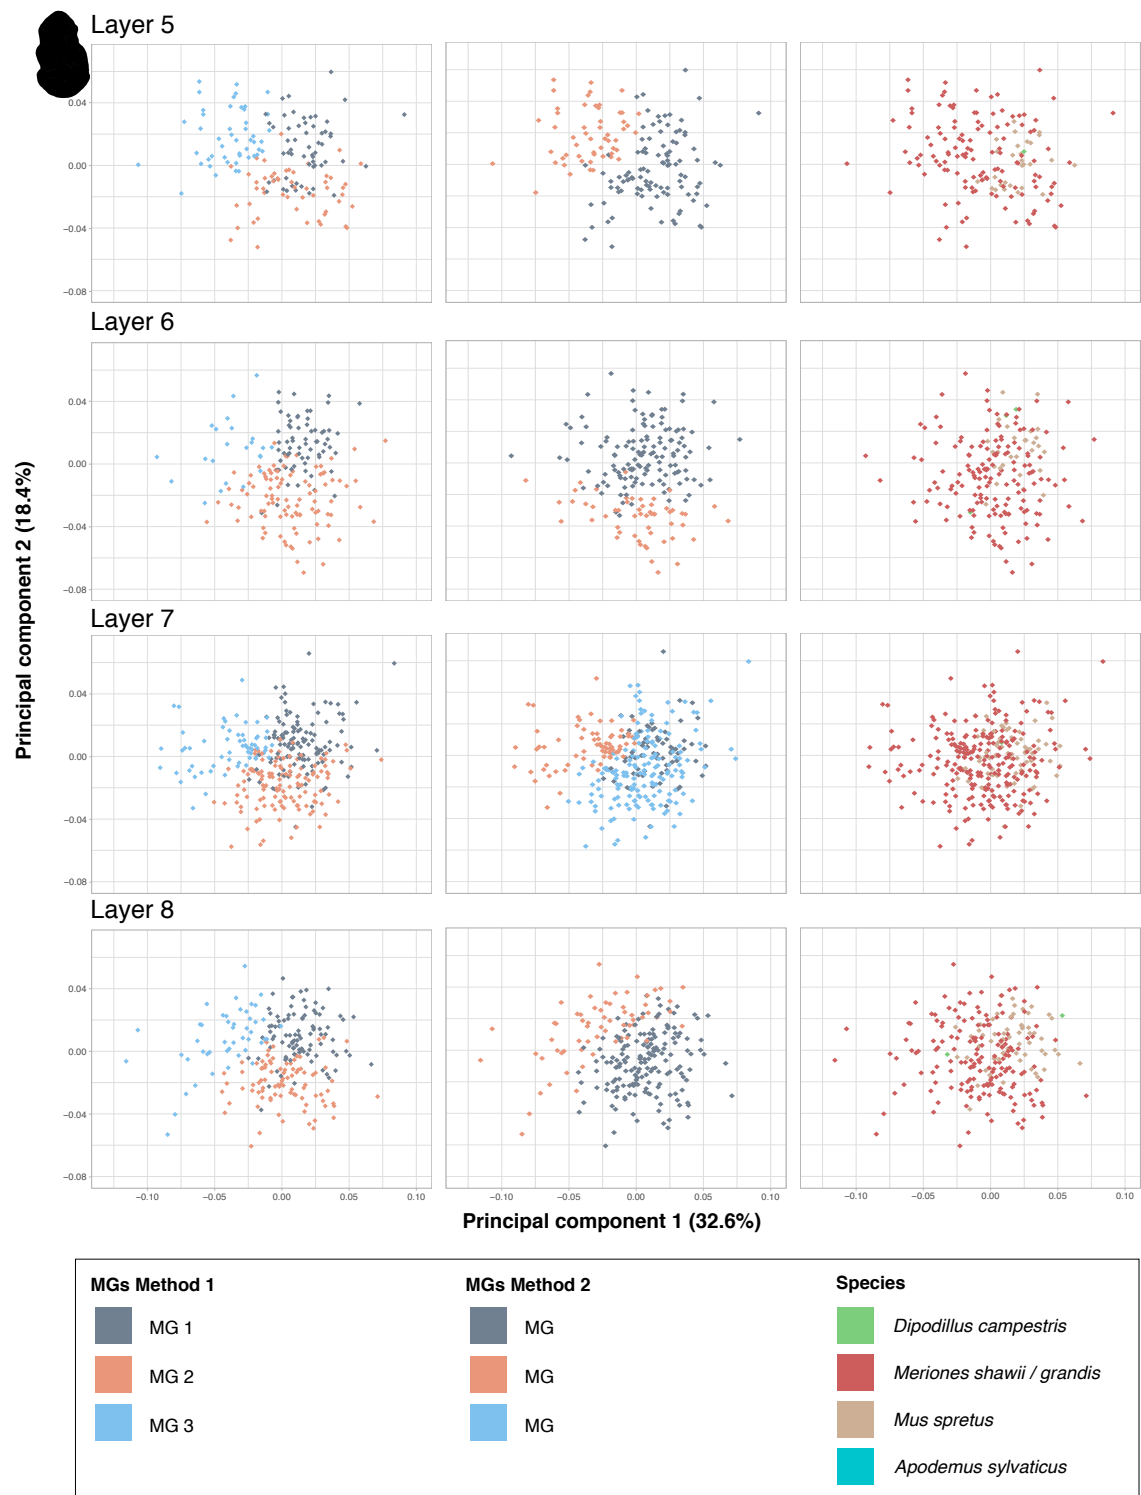 Layer 5
0.04
0.00
−0.04
−0.08
Layer 6
0.04
0.00
−0.04
−0.08
Layer 7
0.04
0.00
−0.04
−0.08
Layer 8
0.04
0.00
−0.04
−0.08
Principal component 2 (18.4%)
−0.10 −0.05 0.00 0.05 0.10 −0.10 −0.05 0.00 0.05 0.10 −0.10 −0.05 0.00 0.05 0.10
Principal component 1 (32.6%)
MGs Method 1
MG 1
MG 2
MG 3
MGs Method 2
MG
MG
MG
Species
Dipodillus campestris
Meriones shawii / grandis
Mus spretus
Apodemus sylvaticus